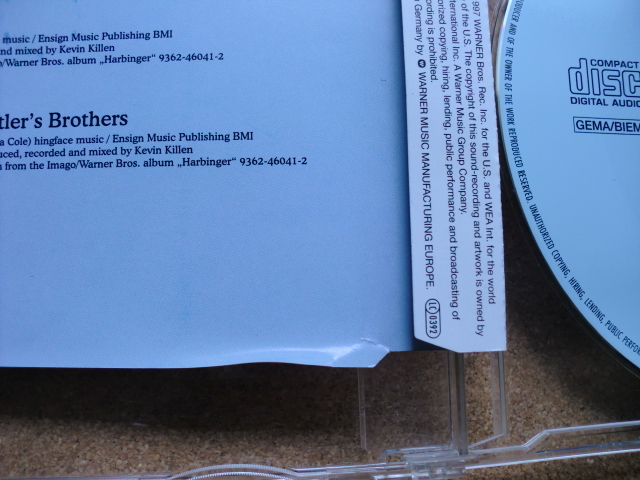 music / Ensign Music Publishing BMI
nd mixed by Kevin Killen
o/Warner Bros. album „Harbinger“ 9362-46041-2
tler's Brothers
a Cole) hingface music / Ensign Music Publishing BMI
uced, recorded and mixed by Kevin Killen
n from the Imago/Warner Bros. album „Harbinger“ 9362-46041-2
997 WARNER Bros. Rec. Inc. for the U.S. and WEA Int. for the world
of the U.S. The copyright of this sound-recording and artwork is owned by
ternational Inc. A Warner Music Group Company.
orized copying, hiring, lending, public performance and broadcasting of
ording is prohibited.
n Germany by WARNER MUSIC MANUFACTURING EUROPE.
LC 0392
COMPACT
disc
DIGITAL AUDIO
GEMA/BIEM
ODUCER AND OF THE OWNER OF THE WORK REPRODUCED RESERVED. UNAUTHORIZED COPYING, HIRING, LENDING, PUBLIC PERFOR